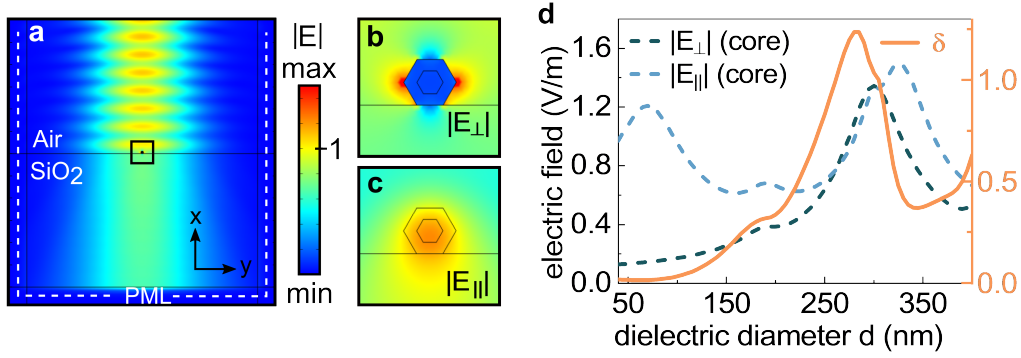 a
|E|
max
1
min
Air
SiO₂
x
y
PML
b
|E⊥|
c
|E|||
d
|E⊥| (core)
|E||| (core)
δ
electric field (V/m)
1.6
1.2
0.8
0.4
0.0
1.0
0.5
0.0
50
150
250
350
dielectric diameter d (nm)